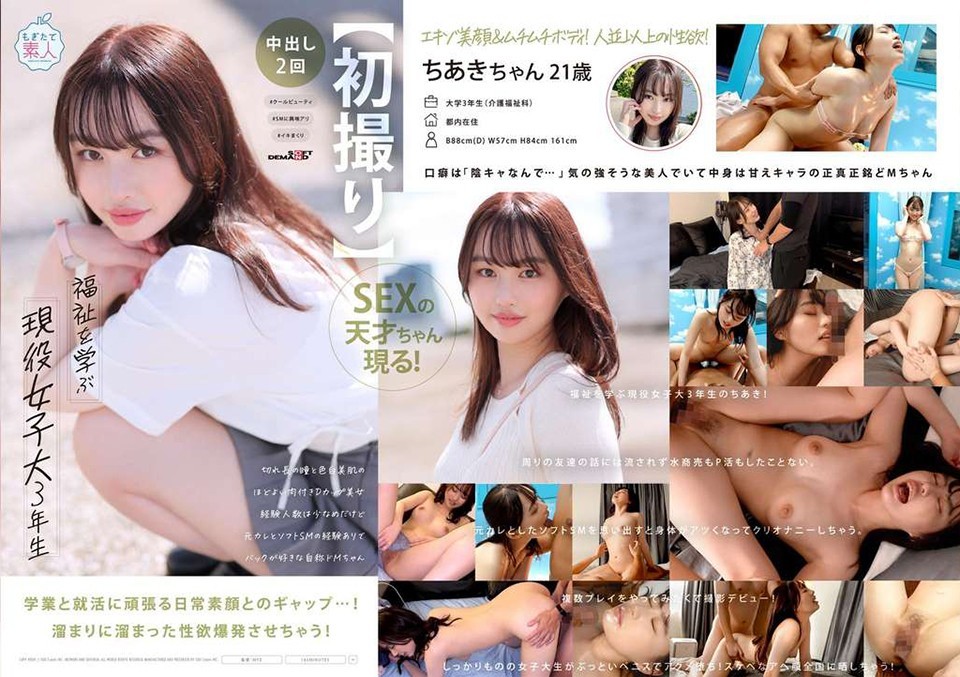 もぎたて
素人
中出し
2回
#クールビューティ
#SMに興味アリ
#イキまくり
SOFT ON DEMAND
【初撮り】
福祉を学ぶ
現役女子大3年生
SEXの
天才ちゃん
現る!
切れ長の瞳と色白美肌の
ほどよい肉付きDカップ美女
経験人数は少なめだけど
元カレとソフトSMの経験ありで
バックが好きな自称ドMちゃん
学業と就活に頑張る日常素顔とのギャップ…!
溜まりに溜まった性欲爆発させちゃう!
エキゾ美顔&ムチムチボディ! 人並み以上の性欲!
ちあきちゃん 21歳
大学3年生(介護福祉科)
都内在住
B88cm(D) W57cm H84cm 161cm
口癖は「陰キャなんで…」気の強そうな美人でいて中身は甘えキャラの正真正銘どMちゃん
福祉を学ぶ現役女子大3年生のちあき!
周りの友達の話には流されず水商売もP活もしたことない。
元カレとしたソフトSMを思い出すと身体がアツくなってクリオナニーしちゃう。
複数プレイをやってみたくて撮影デビュー!
しっかりものの女子大生がぶっといペニスでアクメ堕ち!スケベなアヘ顔全国に晒しちゃう!